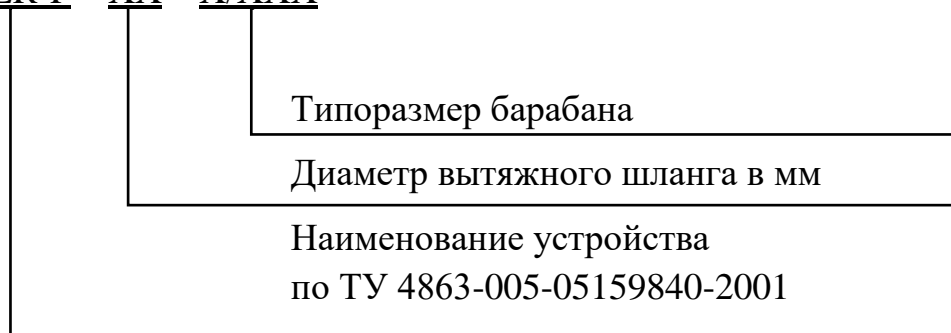 Типоразмер барабана
Диаметр вытяжного шланга в мм
Наименование устройства
по ТУ 4863-005-05159840-2001